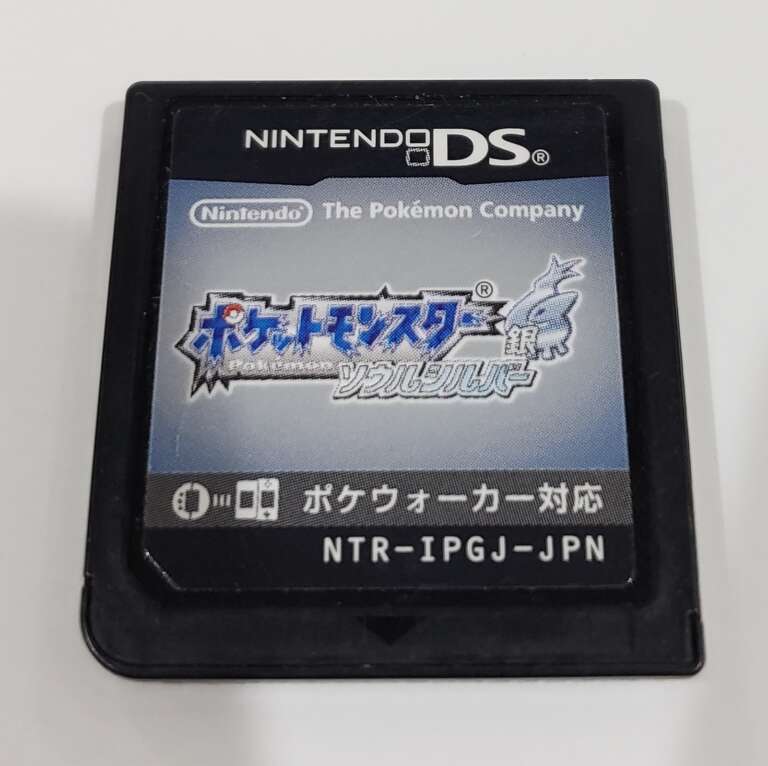 NINTENDO DS®
Nintendo® The Pokémon Company
ポケットモンスター®
Pokémon
銀
ソウルシルバー
ポケウォーカー対応
NTR-IPGJ-JPN